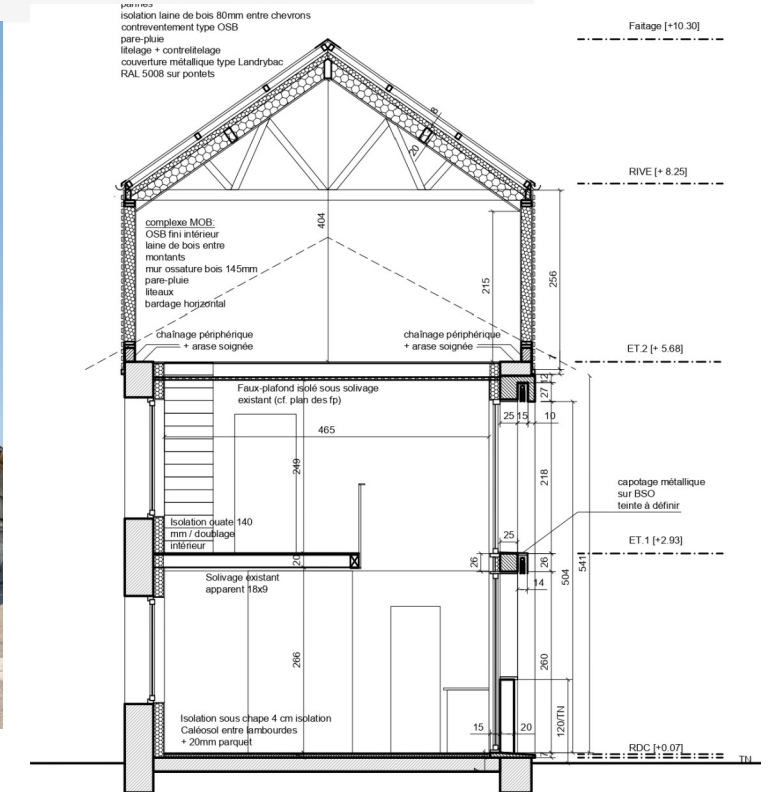 pannes
isolation laine de bois 80mm entre chevrons
contreventement type OSB
pare-pluie
litelage + contrelitelage
couverture métallique type Landrybac
RAL 5008 sur pontets
Faitage [+10.30]
8
20
RIVE [+ 8.25]
complexe MOB:
OSB fini intérieur
laine de bois entre
montants
mur ossature bois 145mm
pare-pluie
liteaux
bardage horizontal
404
215
256
chaînage périphérique
+ arase soignée
chaînage périphérique
+ arase soignée
7
ET.2 [+ 5.68]
Faux-plafond isolé sous solivage
existant (cf. plan des fp)
12
27
25 15 10
465
249
218
capotage métallique
sur BSO
teinte à définir
Isolation ouate 140
mm / doublage
intérieur
25
ET.1 [+2.93]
20
26
26
504
541
14
Solivage existant
apparent 18x9
266
260
Isolation sous chape 4 cm isolation
Caléosol entre lambourdes
+ 20mm parquet
15
20
120/TN
7
RDC [+0.07]
TN